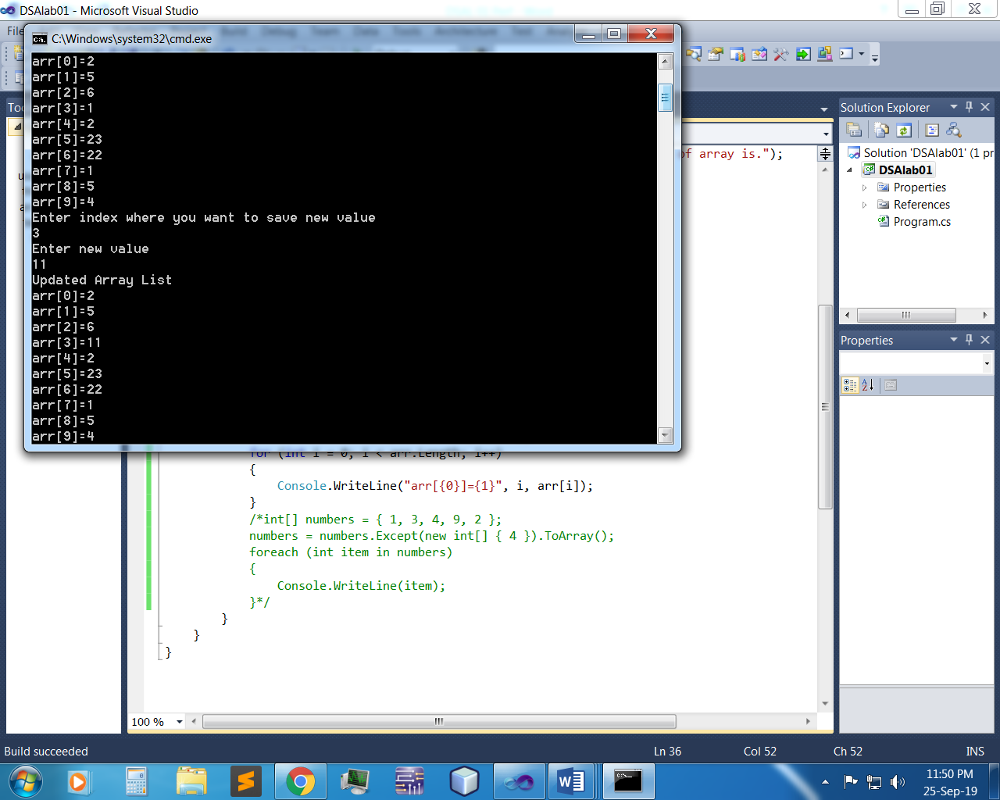 DSAlab01 - Microsoft Visual Studio
File
C:\Windows\system32\cmd.exe
arr[0]=2
arr[1]=5
arr[2]=6
arr[3]=1
arr[4]=2
arr[5]=23
arr[6]=22
arr[7]=1
arr[8]=5
arr[9]=4
Enter index where you want to save new value
3
Enter new value
11
Updated Array List
arr[0]=2
arr[1]=5
arr[2]=6
arr[3]=11
arr[4]=2
arr[5]=23
arr[6]=22
arr[7]=1
arr[8]=5
arr[9]=4
of array is.");
for (int i = 0; i < arr.Length; i++)
{
Console.WriteLine("arr[{0}]={1}", i, arr[i]);
}
/*int[] numbers = { 1, 3, 4, 9, 2 };
numbers = numbers.Except(new int[] { 4 }).ToArray();
foreach (int item in numbers)
{
Console.WriteLine(item);
}*/
}
}
}
100 %
Solution Explorer
Solution 'DSAlab01' (1 pr
DSAlab01
Properties
References
Program.cs
Properties
Build succeeded
Ln 36
Col 52
Ch 52
INS
11:50 PM
25-Sep-19